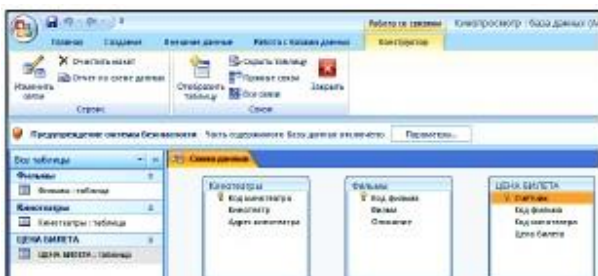 Работа со связями Кинопросмотр : база данных (Ac
Главная Создание Внешние данные Работа с базами данных Конструктор
Изменить связи
Очистить макет
Отчет по схеме данных
Сервис
Отобразить таблицу
Скрыть таблицу
Прямые связи
Все связи
Закрыть
Связи
Предупреждение системы безопасности Часть содержимого базы данных отключено Параметры...
Все таблицы
Фильмы
Фильмы : таблица
Кинотеатры
Кинотеатры : таблица
ЦЕНА БИЛЕТА
ЦЕНА БИЛЕТА : таблица
Схема данных
Кинотеатры
Код кинотеатра
Кинотеатр
Адрес кинотеатра
Фильмы
Код фильма
Фильм
Описание
ЦЕНА БИЛЕТА
Счетчик
Код фильма
Код кинотеатра
Цена билета